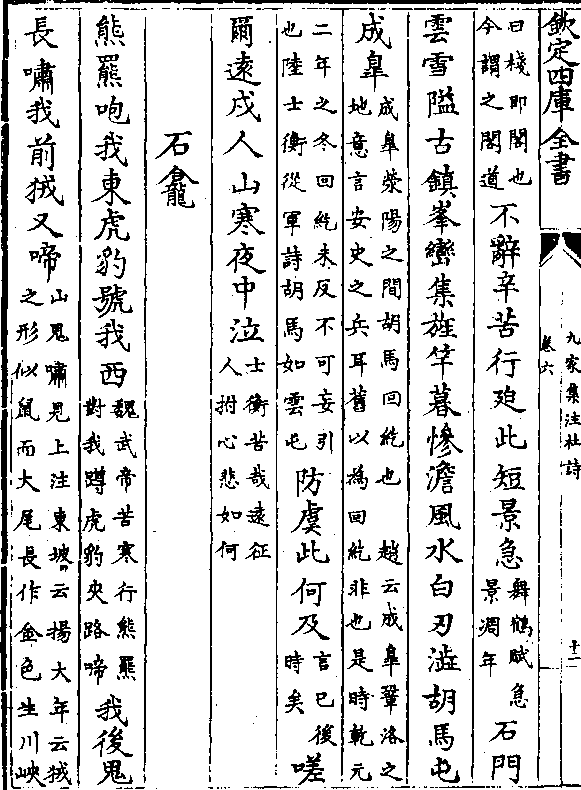 欽定四庫全書
九家集注杜詩
卷六
十二
曰棧即閣也
今謂之閣道
不辭辛苦行廹此短景急
舞鶴賦急
景凋年
石門
雲雪隘古鎮峯巒集旌竿暮慘澹風水白刃澁胡馬屯
成臯
成臯滎陽之間胡馬回紇也 趙云成臯鞏洛之
地意言安史之兵耳舊以為回紇非也是時乾元
二年之冬回紇未反不可妄引
也陸士衡從軍詩胡馬如雲屯
防虞此何及
言已後
時矣
嗟
爾遠戍人山寒夜中泣
士衡苦哉遠征
人拊心悲如何
石龕
熊羆咆我東虎豹號我西
魏武帝苦寒行熊羆
對我蹲虎豹夾路啼
我後鬼
長嘯我前狨又啼
山鬼嘯見上注東坡云揚大年云狨
之形似鼠而大尾長作金色生川峽